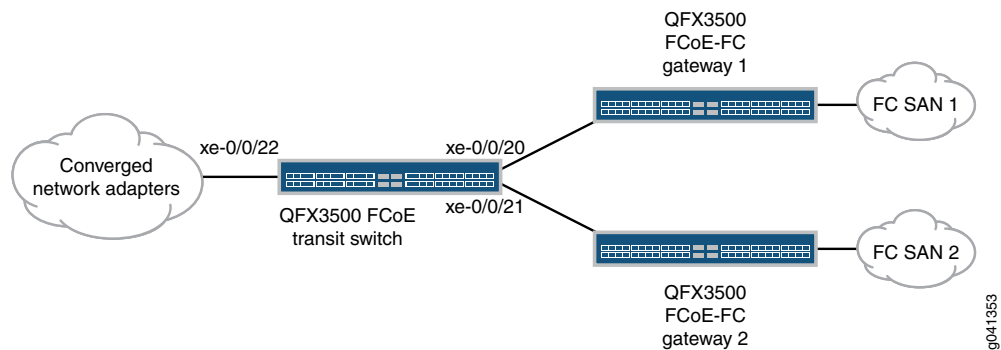 QFX3500
FCoE-FC
gateway 1
FC SAN 1
xe-0/0/22
xe-0/0/20
Converged
network adapters
xe-0/0/21
QFX3500 FCoE
transit switch
FC SAN 2
QFX3500
FCoE-FC
gateway 2
g041353